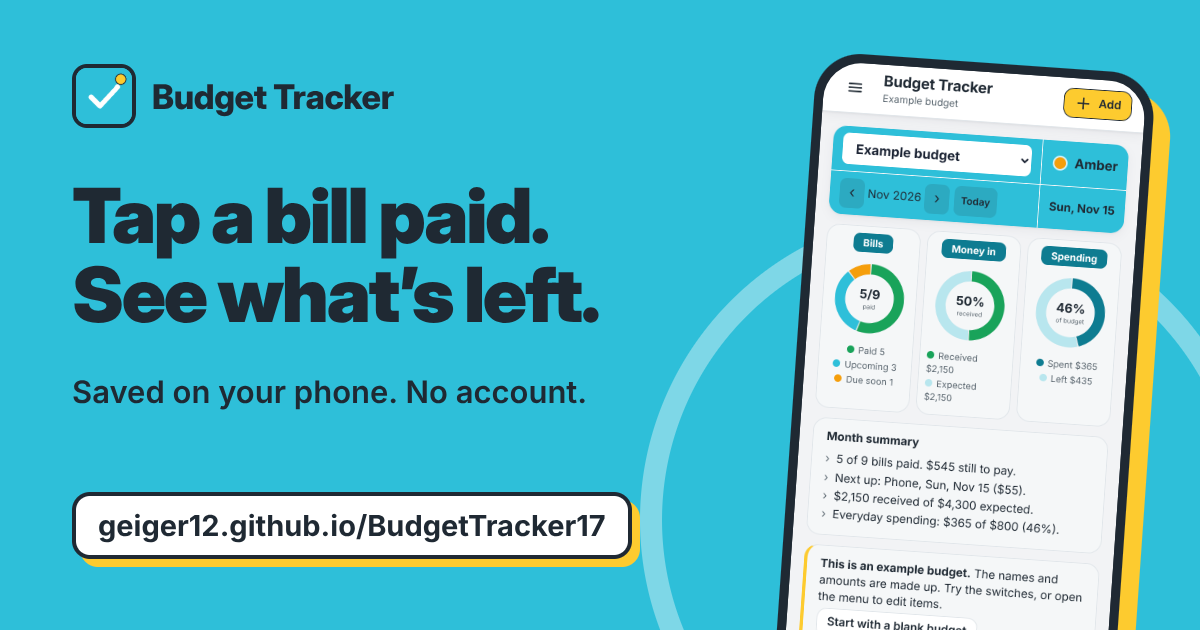 Budget Tracker
Tap a bill paid.
See what’s left.
Saved on your phone. No account.
geiger12.github.io/BudgetTracker17
Budget Tracker
Example budget
Add
Example budget
Amber
Nov 2026
Today
Sun, Nov 15
Bills
5/9
paid
Paid 5
Upcoming 3
Due soon 1
Money in
50%
received
Received
$2,150
Expected
$2,150
Spending
46%
of budget
Spent $365
Left $435
Month summary
5 of 9 bills paid. $545 still to pay.
Next up: Phone, Sun, Nov 15 ($55).
$2,150 received of $4,300 expected.
Everyday spending: $365 of $800 (46%).
This is an example budget. The names and
amounts are made up. Try the switches, or open
the menu to edit items.
Start with a blank budget